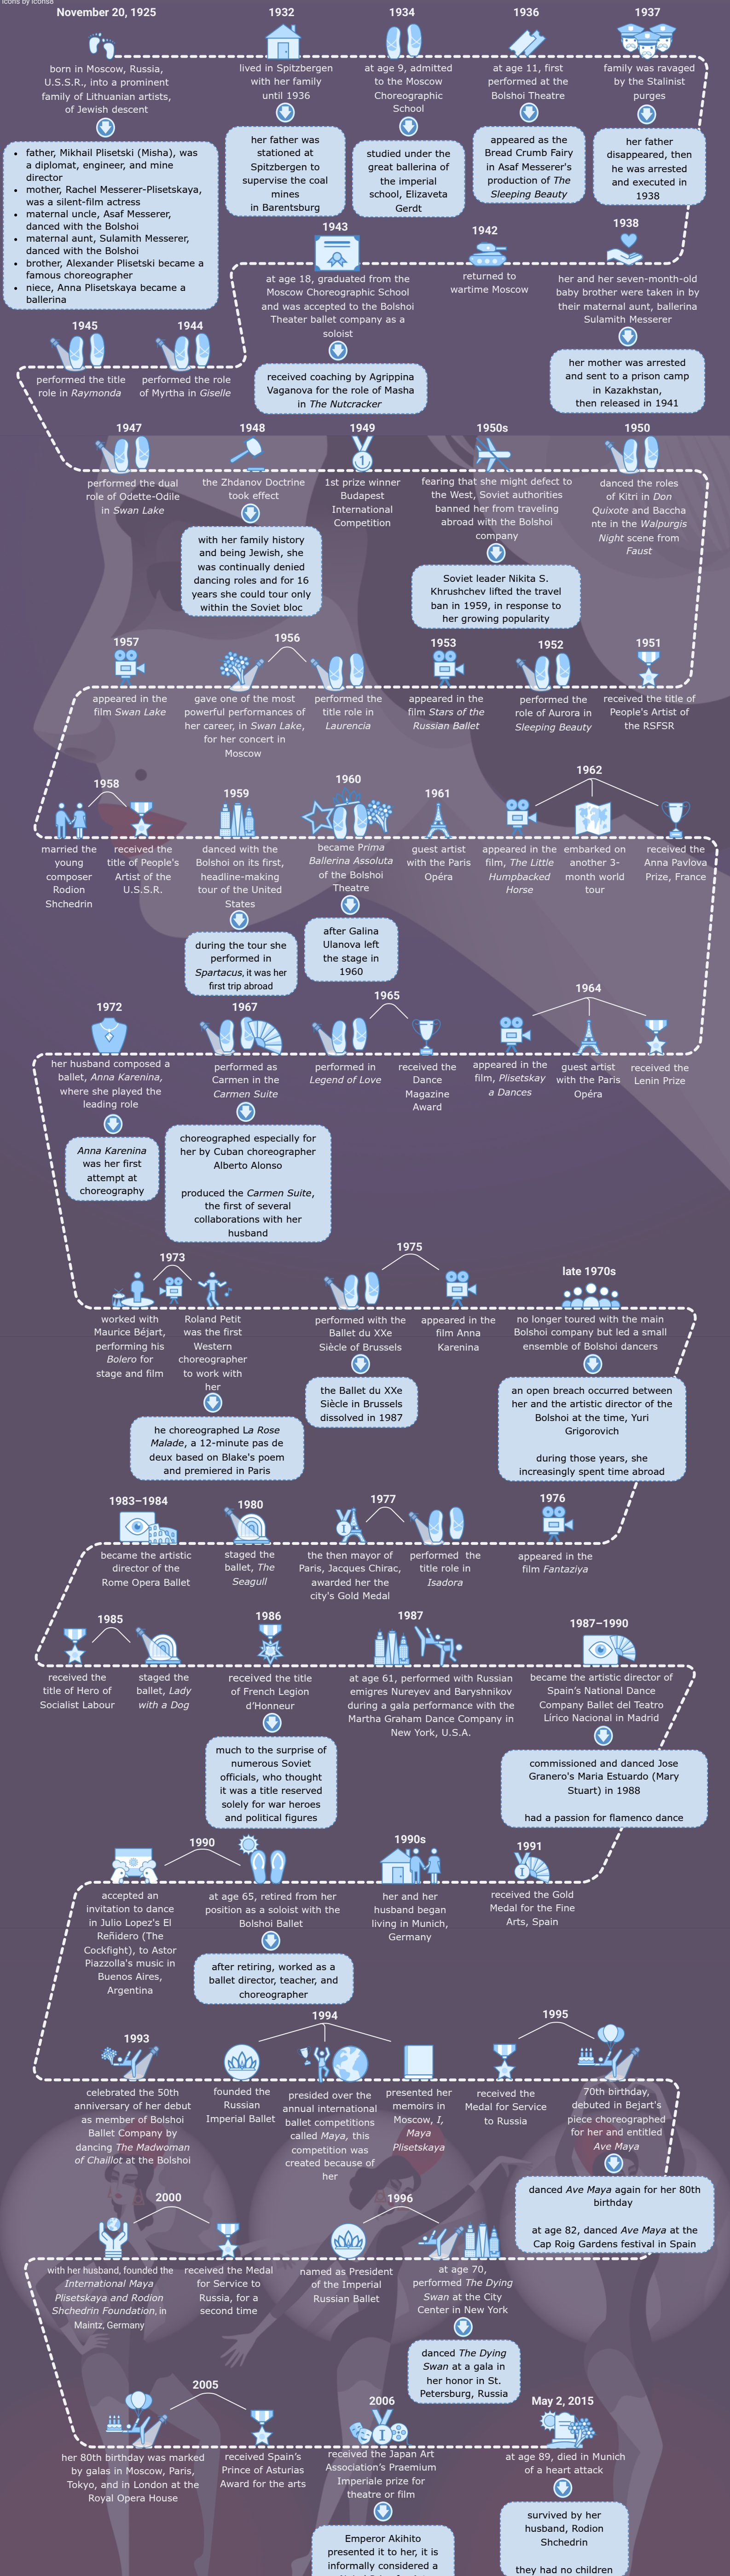 Icons by Icons8
November 20, 1925
born in Moscow, Russia,
U.S.S.R., into a prominent
family of Lithuanian artists,
of Jewish descent
• father, Mikhail Plisetski (Misha), was
a diplomat, engineer, and mine
director
• mother, Rachel Messerer-Plisetskaya,
was a silent-film actress
• maternal uncle, Asaf Messerer,
danced with the Bolshoi
• maternal aunt, Sulamith Messerer,
danced with the Bolshoi
• brother, Alexander Plisetski became a
famous choreographer
• niece, Anna Plisetskaya became a
ballerina
1932
lived in Spitzbergen
with her family
until 1936
her father was
stationed at
Spitzbergen to
supervise the coal
mines
in Barentsburg
1934
at age 9, admitted
to the Moscow
Choreographic
School
studied under the
great ballerina of
the imperial
school, Elizaveta
Gerdt
1936
at age 11, first
performed at the
Bolshoi Theatre
appeared as the
Bread Crumb Fairy
in Asaf Messerer's
production of The
Sleeping Beauty
1937
family was ravaged
by the Stalinist
purges
her father
disappeared, then
he was arrested
and executed in
1938
1938
her and her seven-month-old
baby brother were taken in by
their maternal aunt, ballerina
Sulamith Messerer
her mother was arrested
and sent to a prison camp
in Kazakhstan,
then released in 1941
1942
returned to
wartime Moscow
1943
at age 18, graduated from the
Moscow Choreographic School
and was accepted to the Bolshoi
Theater ballet company as a
soloist
received coaching by Agrippina
Vaganova for the role of Masha
in The Nutcracker
1944
performed the role
of Myrtha in Giselle
1945
performed the title
role in Raymonda
1947
performed the dual
role of Odette-Odile
in Swan Lake
1948
the Zhdanov Doctrine
took effect
with her family history
and being Jewish, she
was continually denied
dancing roles and for 16
years she could tour only
within the Soviet bloc
1949
1st prize winner
Budapest
International
Competition
1950s
fearing that she might defect to
the West, Soviet authorities
banned her from traveling
abroad with the Bolshoi
company
Soviet leader Nikita S.
Khrushchev lifted the travel
ban in 1959, in response to
her growing popularity
1950
danced the roles
of Kitri in Don
Quixote and Baccha
nte in the Walpurgis
Night scene from
Faust
1951
received the title of
People's Artist of
the RSFSR
1952
performed the
role of Aurora in
Sleeping Beauty
1953
appeared in the
film Stars of the
Russian Ballet
1956
gave one of the most
powerful performances of
her career, in Swan Lake,
for her concert in
Moscow
performed the
title role in
Laurencia
1957
appeared in the
film Swan Lake
1958
married the
young
composer
Rodion
Shchedrin
received the
title of People's
Artist of the
U.S.S.R.
1959
danced with the
Bolshoi on its first,
headline-making
tour of the United
States
during the tour she
performed in
Spartacus, it was her
first trip abroad
1960
became Prima
Ballerina Assoluta
of the Bolshoi
Theatre
after Galina
Ulanova left
the stage in
1960
1961
guest artist
with the Paris
Opéra
1962
appeared in the
film, The Little
Humpbacked
Horse
embarked on
another 3-
month world
tour
received the
Anna Pavlova
Prize, France
1964
appeared in the
film, Plisetskay
a Dances
guest artist
with the Paris
Opéra
received the
Lenin Prize
1965
performed in
Legend of Love
received the
Dance
Magazine
Award
1967
performed as
Carmen in the
Carmen Suite
choreographed especially for
her by Cuban choreographer
Alberto Alonso
produced the Carmen Suite,
the first of several
collaborations with her
husband
1972
her husband composed a
ballet, Anna Karenina,
where she played the
leading role
Anna Karenina
was her first
attempt at
choreography
1973
worked with
Maurice Béjart,
performing his
Bolero for
stage and film
Roland Petit
was the first
Western
choreographer
to work with
her
he choreographed La Rose
Malade, a 12-minute pas de
deux based on Blake's poem
and premiered in Paris
1975
performed with the
Ballet du XXe
Siècle of Brussels
the Ballet du XXe
Siècle in Brussels
dissolved in 1987
appeared in the
film Anna
Karenina
late 1970s
no longer toured with the main
Bolshoi company but led a small
ensemble of Bolshoi dancers
an open breach occurred between
her and the artistic director of the
Bolshoi at the time, Yuri
Grigorovich
during those years, she
increasingly spent time abroad
1976
appeared in the
film Fantaziya
1977
the then mayor of
Paris, Jacques Chirac,
awarded her the
city's Gold Medal
performed the
title role in
Isadora
1980
staged the
ballet, The
Seagull
1983–1984
became the artistic
director of the
Rome Opera Ballet
1985
received the
title of Hero of
Socialist Labour
staged the
ballet, Lady
with a Dog
1986
received the title
of French Legion
d'Honneur
much to the surprise of
numerous Soviet
officials, who thought
it was a title reserved
solely for war heroes
and political figures
1987
at age 61, performed with Russian
emigres Nureyev and Baryshnikov
during a gala performance with the
Martha Graham Dance Company in
New York, U.S.A.
1987–1990
became the artistic director of
Spain's National Dance
Company Ballet del Teatro
Lírico Nacional in Madrid
commissioned and danced Jose
Granero's Maria Estuardo (Mary
Stuart) in 1988
had a passion for flamenco dance
1990
accepted an
invitation to dance
in Julio Lopez's El
Reñidero (The
Cockfight), to Astor
Piazzolla's music in
Buenos Aires,
Argentina
at age 65, retired from her
position as a soloist with the
Bolshoi Ballet
after retiring, worked as a
ballet director, teacher, and
choreographer
1990s
her and her
husband began
living in Munich,
Germany
1991
received the Gold
Medal for the Fine
Arts, Spain
1993
celebrated the 50th
anniversary of her debut
as member of Bolshoi
Ballet Company by
dancing The Madwoman
of Chaillot at the Bolshoi
1994
founded the
Russian
Imperial Ballet
presided over the
annual international
ballet competitions
called Maya, this
competition was
created because of
her
presented her
memoirs in
Moscow, I,
Maya
Plisetskaya
1995
received the
Medal for Service
to Russia
70th birthday,
debuted in Bejart's
piece choreographed
for her and entitled
Ave Maya
danced Ave Maya again for her 80th
birthday
at age 82, danced Ave Maya at the
Cap Roig Gardens festival in Spain
1996
named as President
of the Imperial
Russian Ballet
at age 70,
performed The Dying
Swan at the City
Center in New York
danced The Dying
Swan at a gala in
her honor in St.
Petersburg, Russia
2000
with her husband, founded the
International Maya
Plisetskaya and Rodion
Shchedrin Foundation, in
Maintz, Germany
received the Medal
for Service to
Russia, for a
second time
2005
her 80th birthday was marked
by galas in Moscow, Paris,
Tokyo, and in London at the
Royal Opera House
received Spain's
Prince of Asturias
Award for the arts
2006
received the Japan Art
Association's Praemium
Imperiale prize for
theatre or film
Emperor Akihito
presented it to her, it is
informally considered a
May 2, 2015
at age 89, died in Munich
of a heart attack
survived by her
husband, Rodion
Shchedrin
they had no children